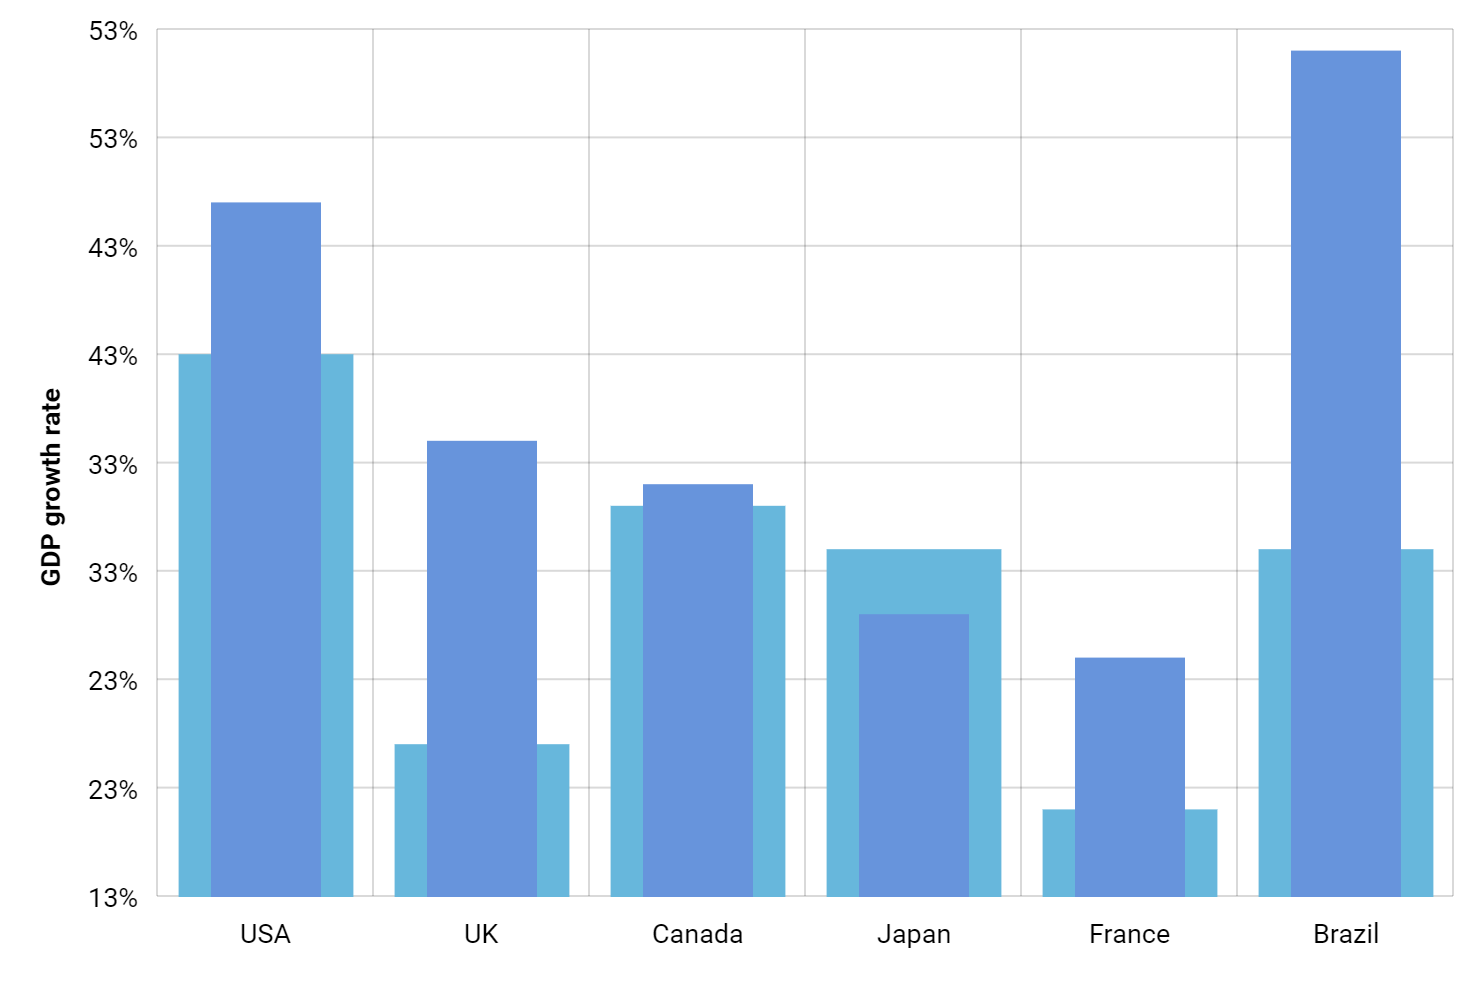 53%
53%
43%
43%
33%
33%
23%
23%
13%
GDP growth rate
USA
UK
Canada
Japan
France
Brazil